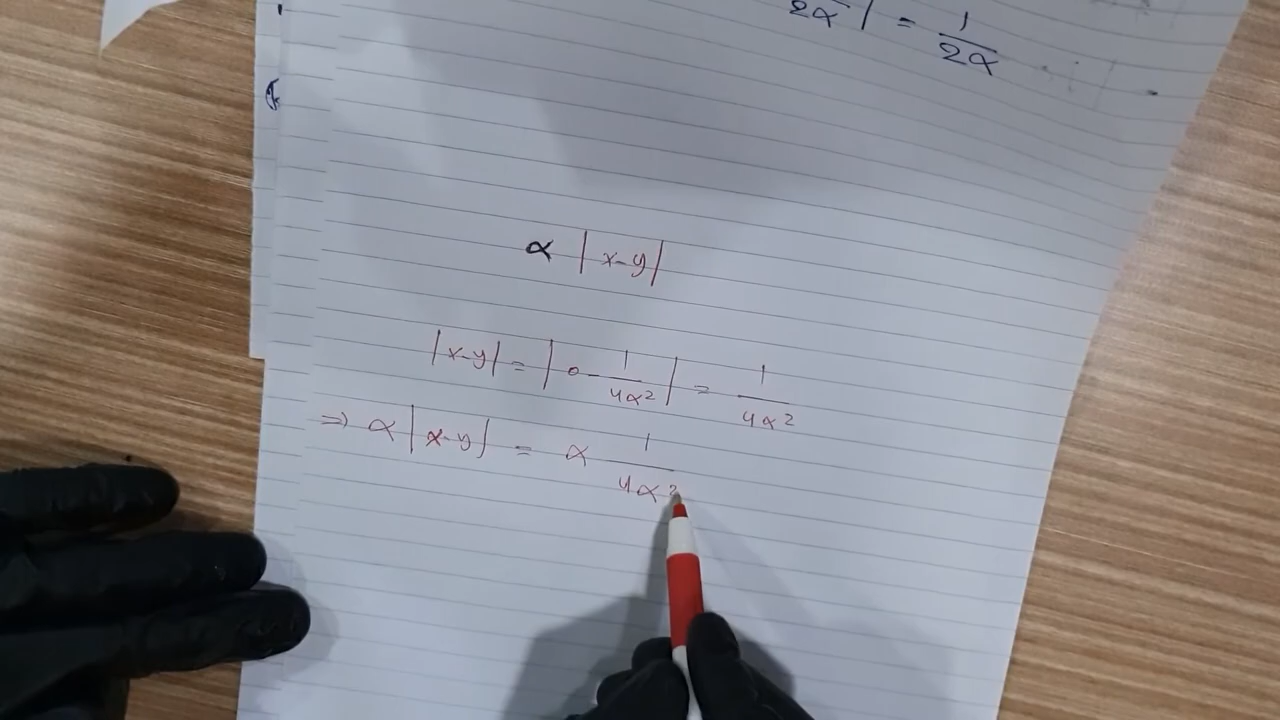 2α | = 1/2α
α |x-y|
|x-y| = |0 - 1/4α²| = 1/4α²
⇒ α |x-y| = α 1/4α²